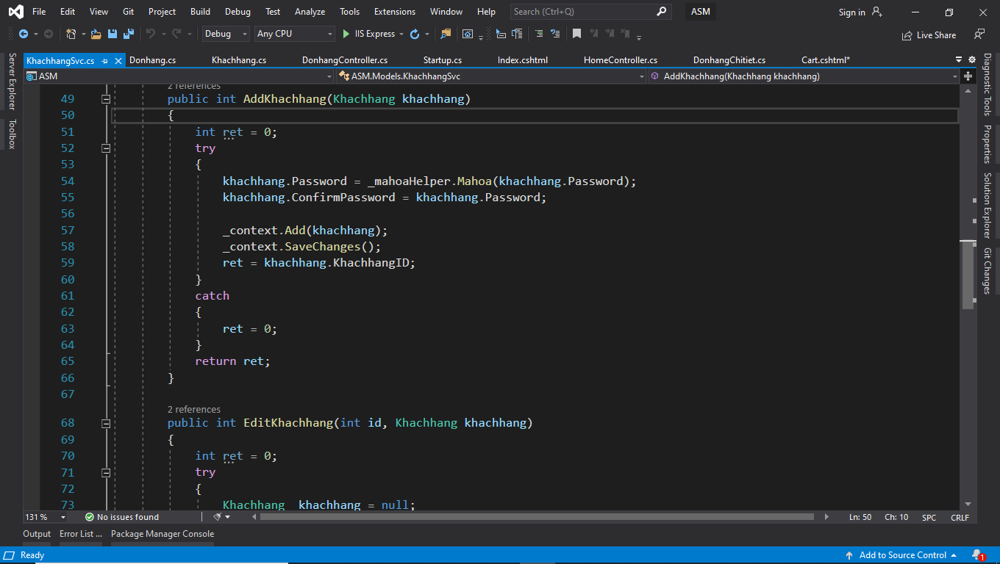 File Edit View Git Project Build Debug Test Analyze Tools Extensions Window Help Search (Ctrl+Q) ASM Sign in
Debug Any CPU IIS Express Live Share
KhachhangSvc.cs Donhang.cs Khachhang.cs DonhangController.cs Startup.cs Index.cshtml HomeController.cs DonhangChitiet.cs Cart.cshtml*
ASM ASM.Models.KhachhangSvc AddKhachhang(Khachhang khachhang)
Server Explorer
Toolbox
2 references
49 public int AddKhachhang(Khachhang khachhang)
50 {
51 int ret = 0;
52 try
53 {
54 khachhang.Password = _mahoaHelper.Mahoa(khachhang.Password);
55 khachhang.ConfirmPassword = khachhang.Password;
56
57 _context.Add(khachhang);
58 _context.SaveChanges();
59 ret = khachhang.KhachhangID;
60 }
61 catch
62 {
63 ret = 0;
64 }
65 return ret;
66 }
67
2 references
68 public int EditKhachhang(int id, Khachhang khachhang)
69 {
70 int ret = 0;
71 try
72 {
73 Khachhang _khachhang = null;
Diagnostic Tools
Properties
Solution Explorer
Git Changes
131 % No issues found Ln: 50 Ch: 10 SPC CRLF
Output Error List ... Package Manager Console
Ready Add to Source Control 1